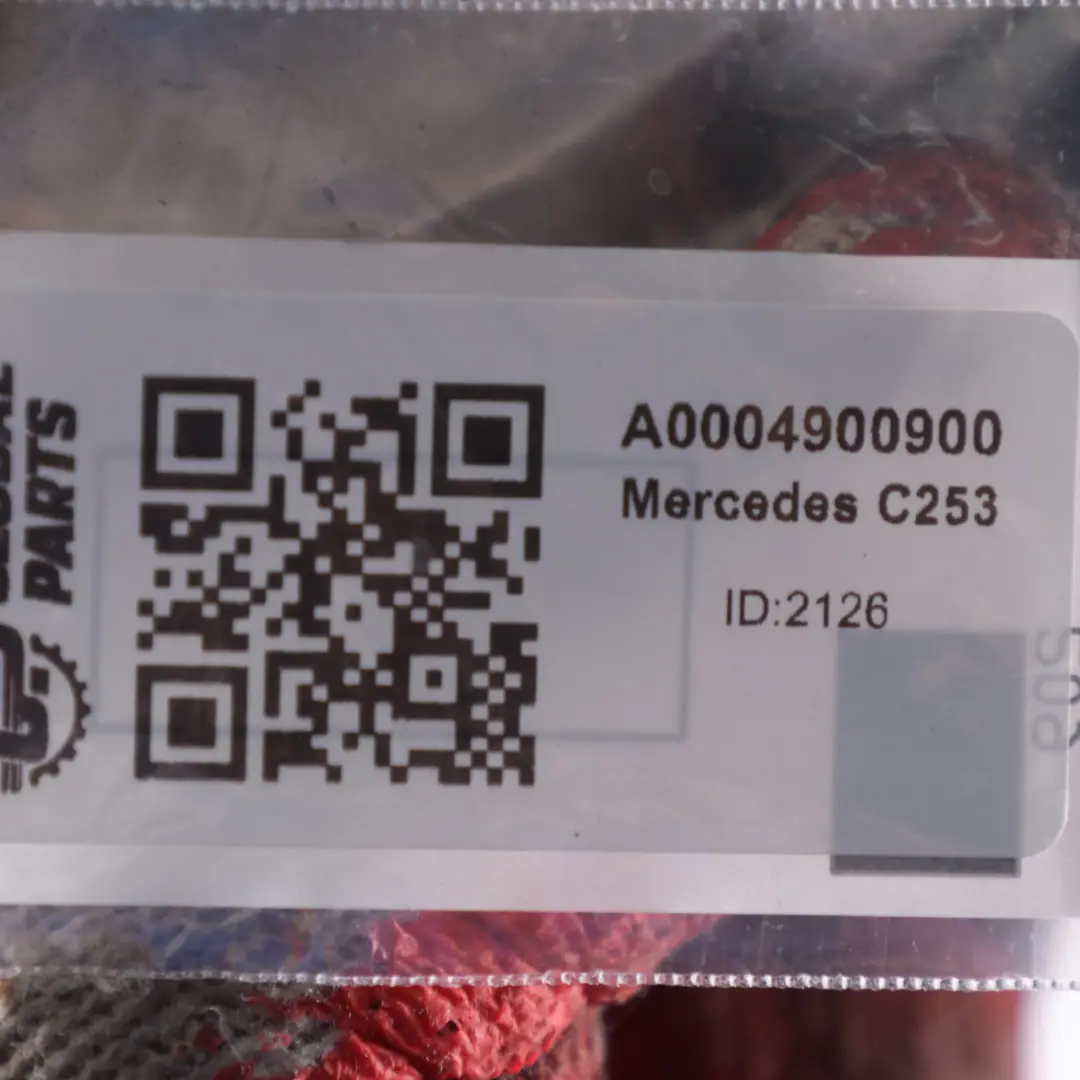 PARTS
A0004900900
Mercedes C253
ID:2126